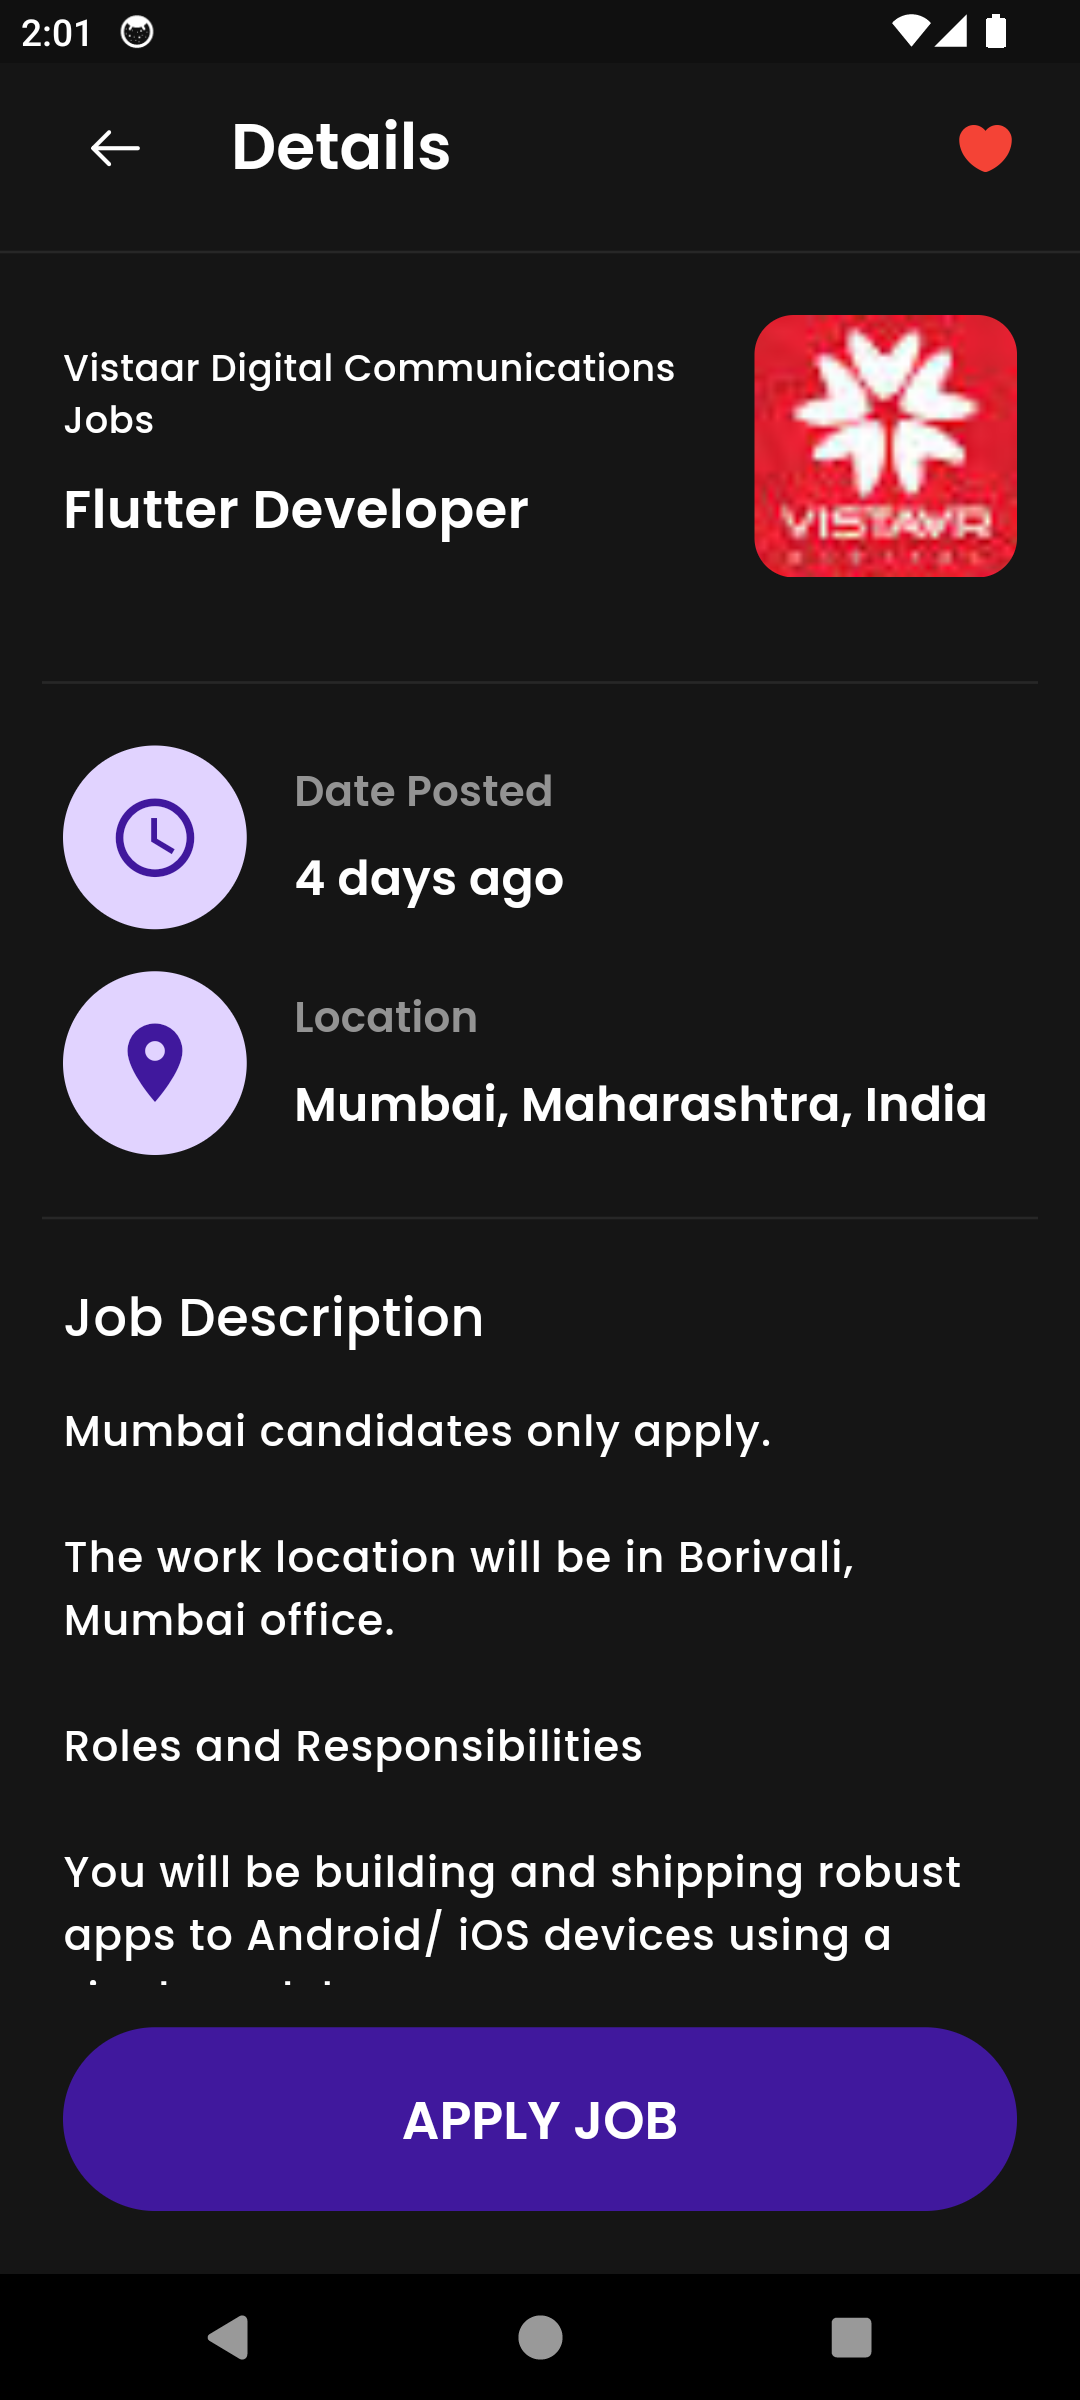 2:01
Details
Vistaar Digital Communications
Jobs
Flutter Developer
VISTAAR
Date Posted
4 days ago
Location
Mumbai, Maharashtra, India
Job Description
Mumbai candidates only apply.
The work location will be in Borivali,
Mumbai office.
Roles and Responsibilities
You will be building and shipping robust
apps to Android/ iOS devices using a
APPLY JOB